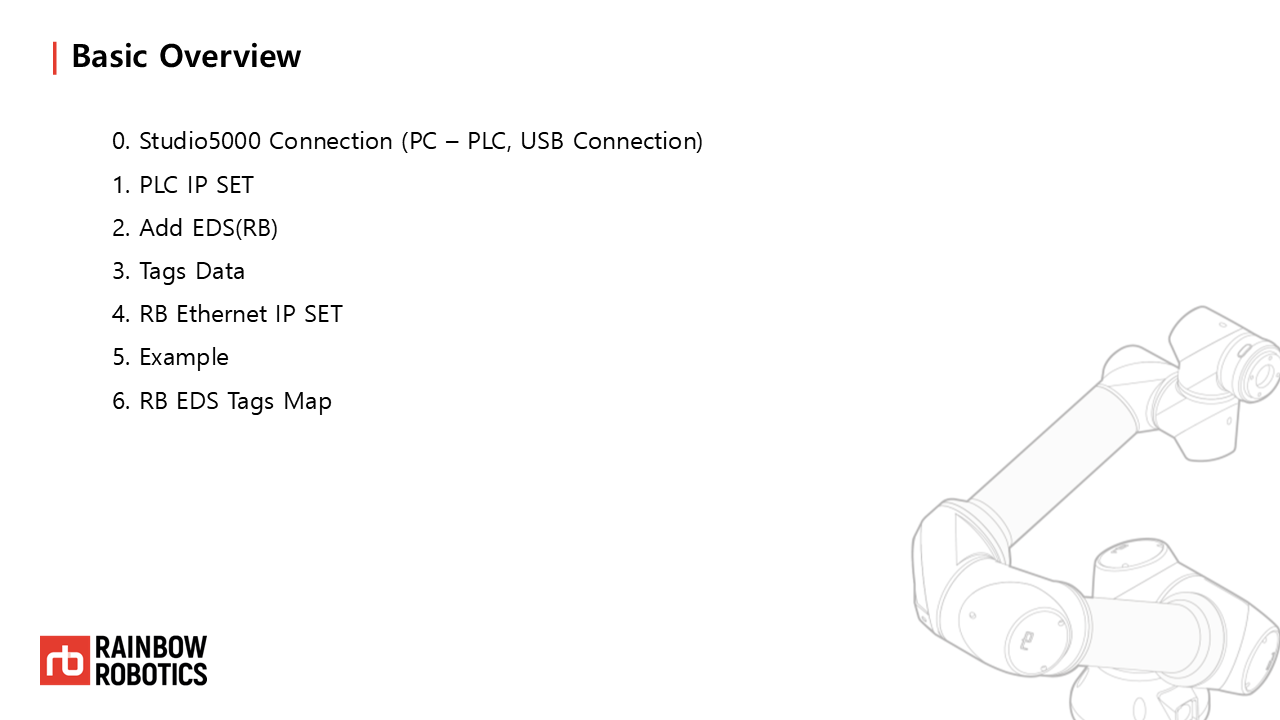 Basic Overview
0. Studio5000 Connection (PC – PLC, USB Connection)
1. PLC IP SET
2. Add EDS(RB)
3. Tags Data
4. RB Ethernet IP SET
5. Example
6. RB EDS Tags Map
rb
rb RAINBOW
ROBOTICS